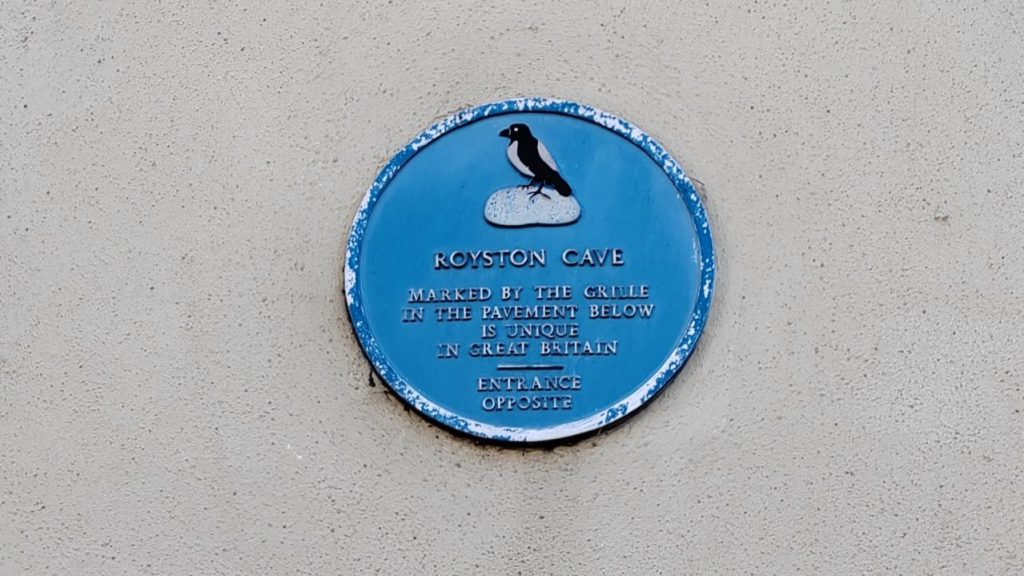 ROYSTON CAVE
MARKED BY THE GRILLE
IN THE PAVEMENT BELOW
IS UNIQUE
IN GREAT BRITAIN
ENTRANCE
OPPOSITE